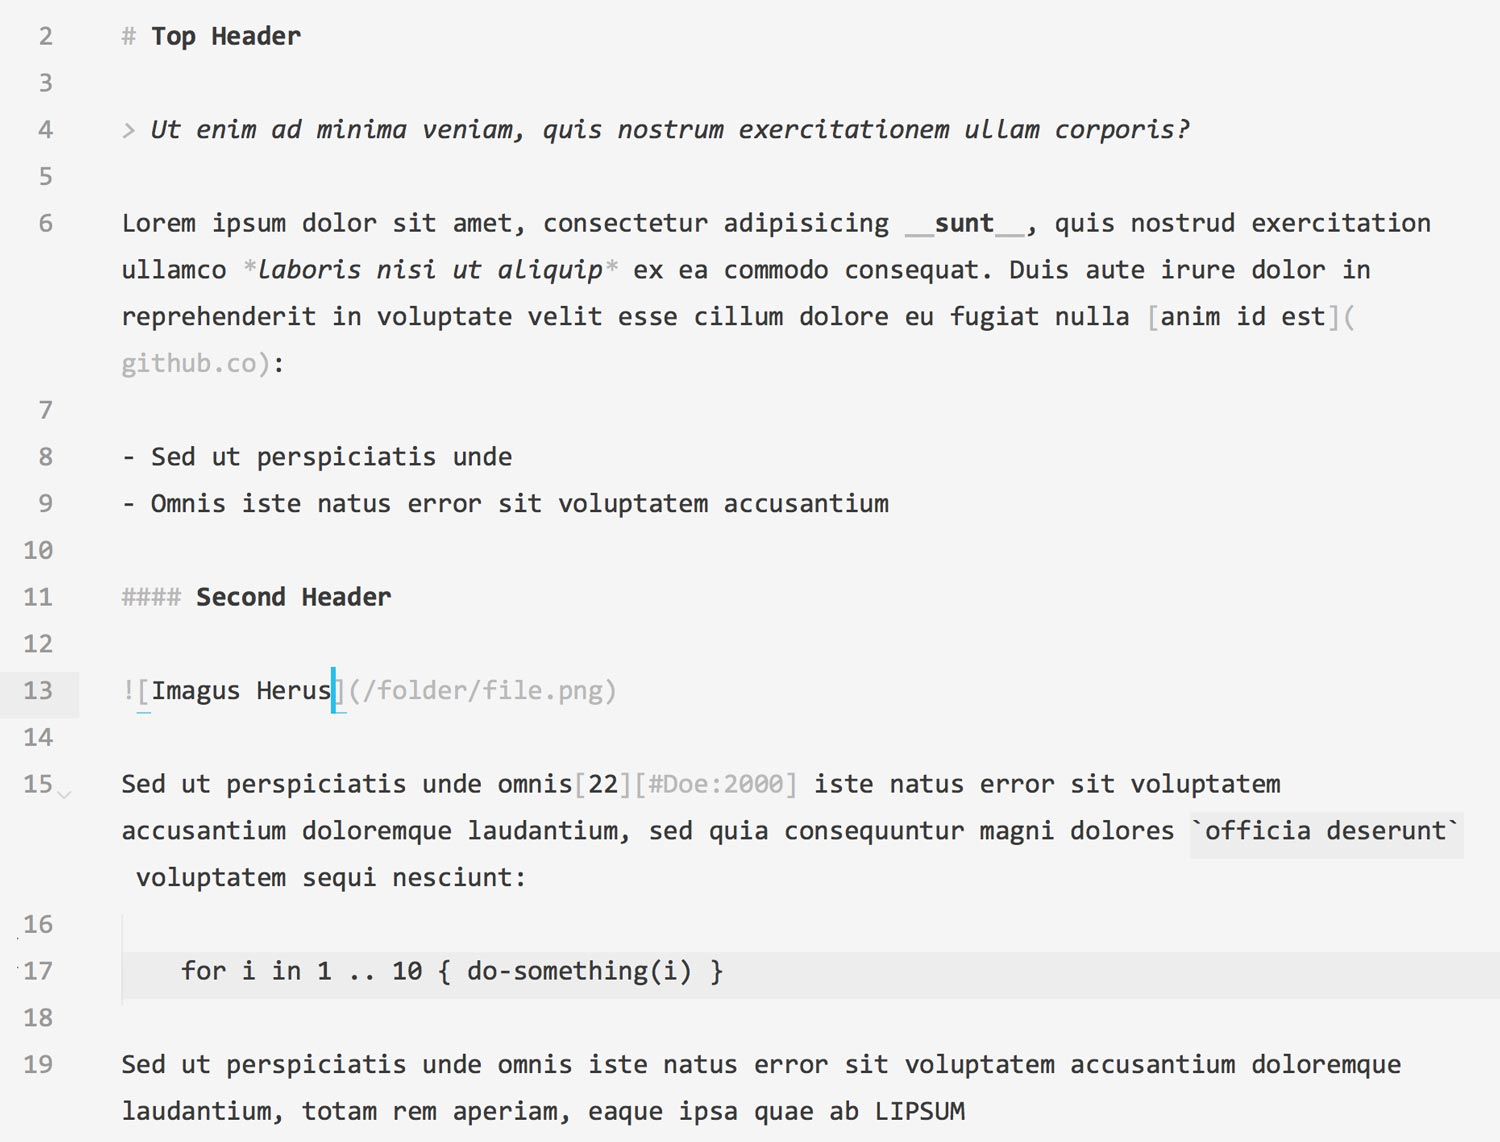 2 # Top Header
3
4 > Ut enim ad minima veniam, quis nostrum exercitationem ullam corporis?
5
6 Lorem ipsum dolor sit amet, consectetur adipisicing __sunt__, quis nostrud exercitation
ullamco *laboris nisi ut aliquip* ex ea commodo consequat. Duis aute irure dolor in
reprehenderit in voluptate velit esse cillum dolore eu fugiat nulla [anim id est](
github.co):
7
8 - Sed ut perspiciatis unde
9 - Omnis iste natus error sit voluptatem accusantium
10
11 #### Second Header
12
13 ![Imagus Herus](/folder/file.png)
14
15 Sed ut perspiciatis unde omnis[22][#Doe:2000] iste natus error sit voluptatem
accusantium doloremque laudantium, sed quia consequuntur magni dolores `officia deserunt`
voluptatem sequi nesciunt:
16
17 for i in 1 .. 10 { do-something(i) }
18
19 Sed ut perspiciatis unde omnis iste natus error sit voluptatem accusantium doloremque
laudantium, totam rem aperiam, eaque ipsa quae ab LIPSUM